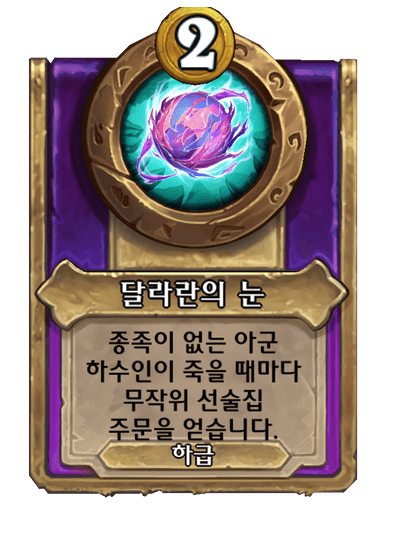 2
달라란의 눈
종족이 없는 아군
하수인이 죽을 때마다
무작위 선술집
주문을 얻습니다.
하급